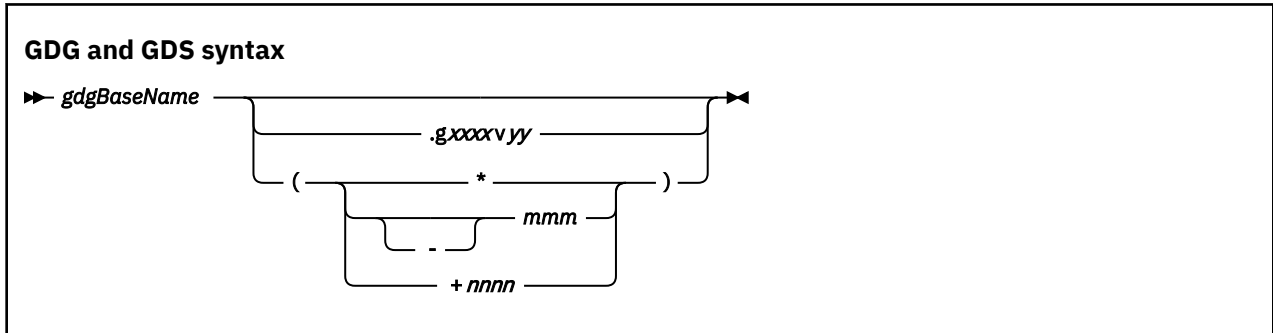 GDG and GDS syntax
gdgBaseName
.gxxxxvyy
( * )
- mmm
+ nnnn